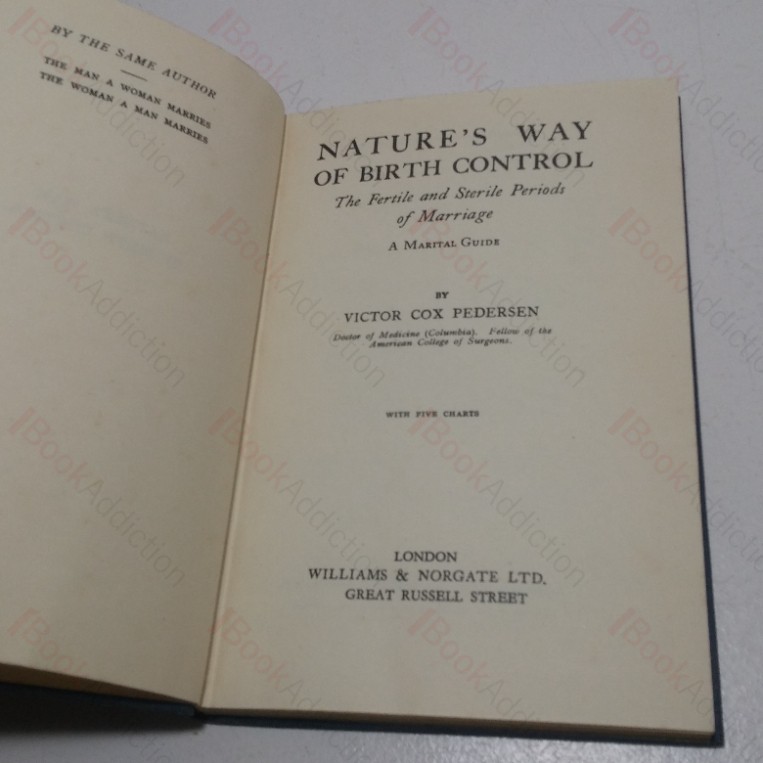 BY THE SAME AUTHOR
THE MAN A WOMAN MARRIES
THE WOMAN A MAN MARRIES
NATURE'S WAY
OF BIRTH CONTROL
The Fertile and Sterile Periods
of Marriage
A MARITAL GUIDE
BY
VICTOR COX PEDERSEN
Doctor of Medicine (Columbia). Fellow of the
American College of Surgeons.
WITH FIVE CHARTS
LONDON
WILLIAMS & NORGATE LTD.
GREAT RUSSELL STREET
BookAddiction